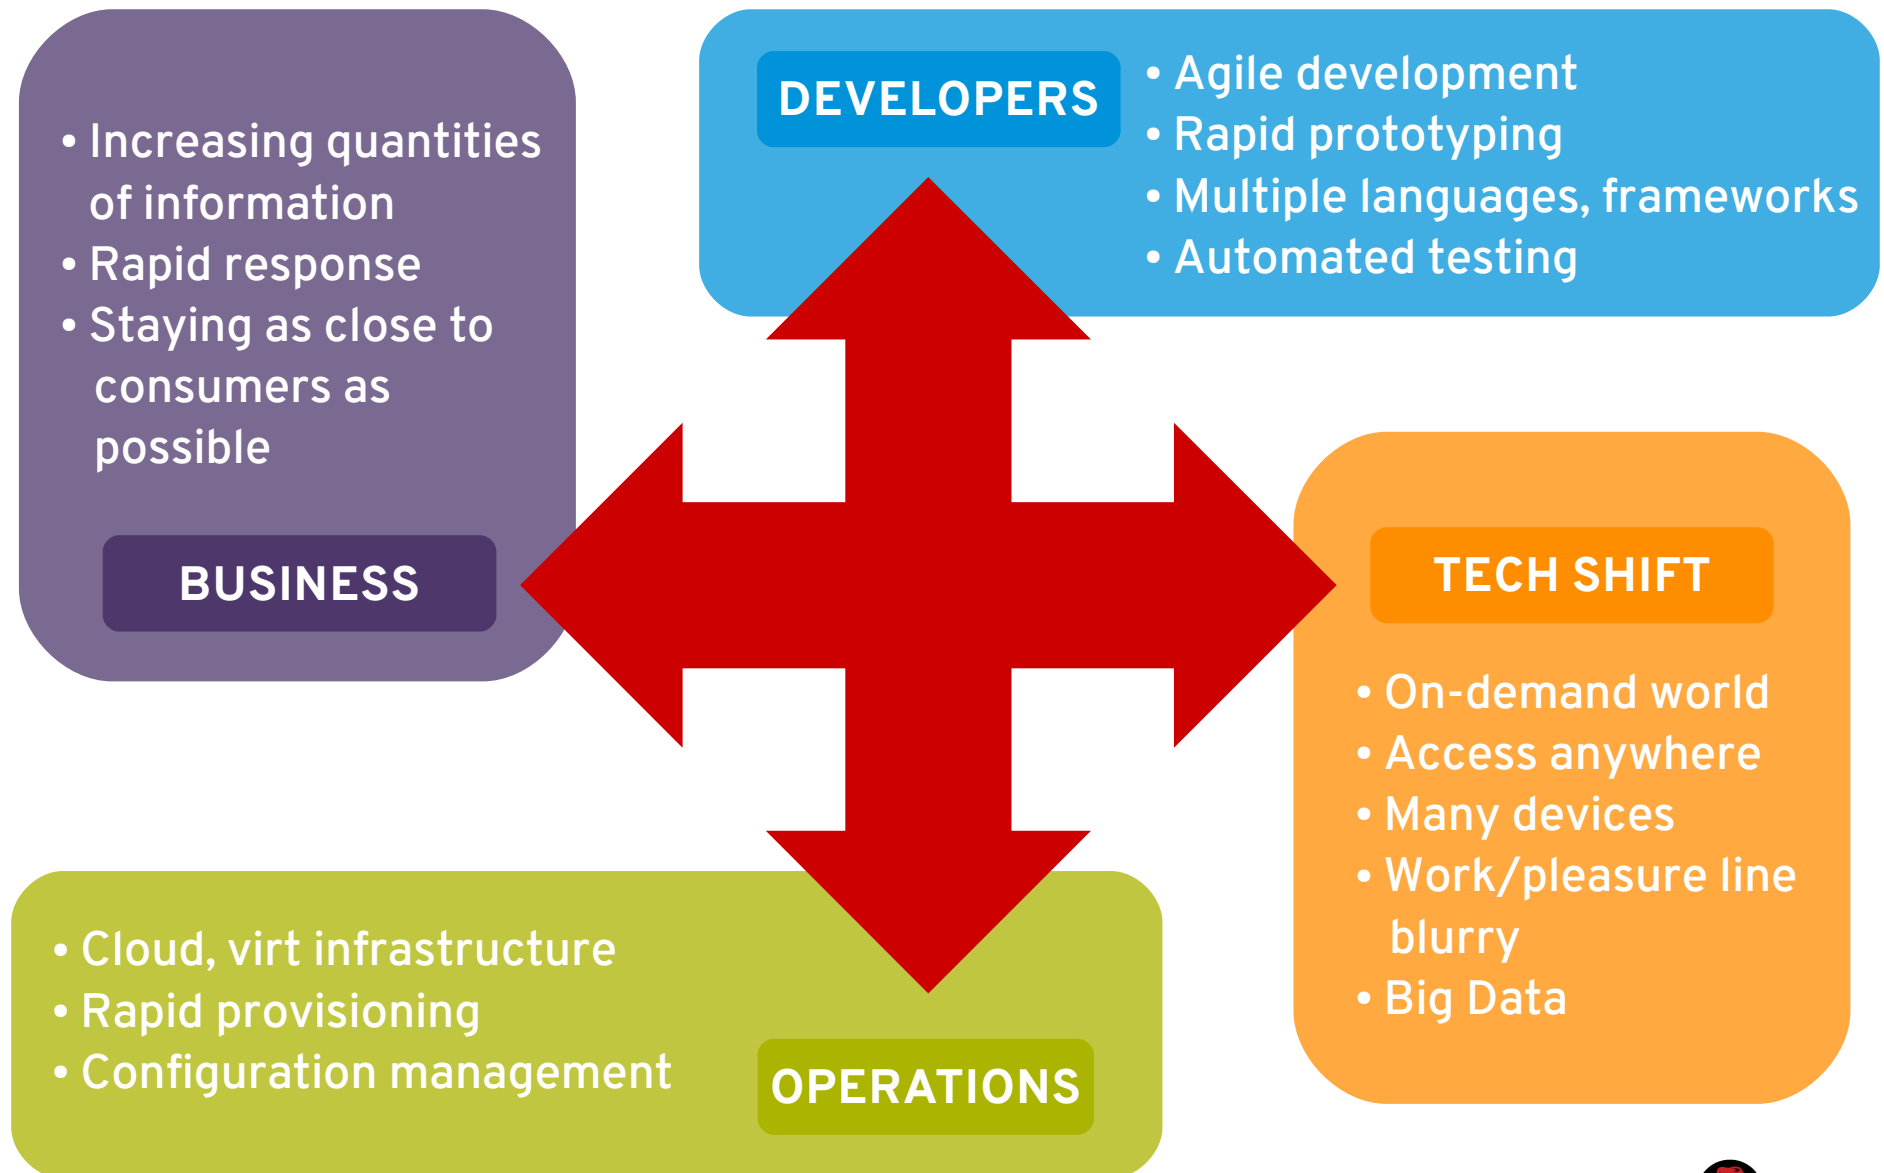 • Increasing quantities
of information
• Rapid response
• Staying as close to
consumers as
possible
BUSINESS
DEVELOPERS
• Agile development
• Rapid prototyping
• Multiple languages, frameworks
• Automated testing
TECH SHIFT
• On-demand world
• Access anywhere
• Many devices
• Work/pleasure line
blurry
• Big Data
• Cloud, virt infrastructure
• Rapid provisioning
• Configuration management
OPERATIONS